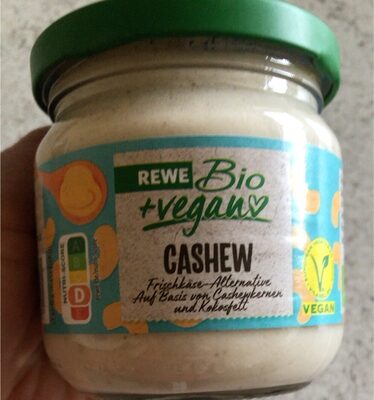 REWE Bio
+vegan
CASHEW
Frischkäse-Alternative
Auf Basis von Cashewkernen
und Kokosfett
NUTRI-SCORE
A
D
V
VEGAN